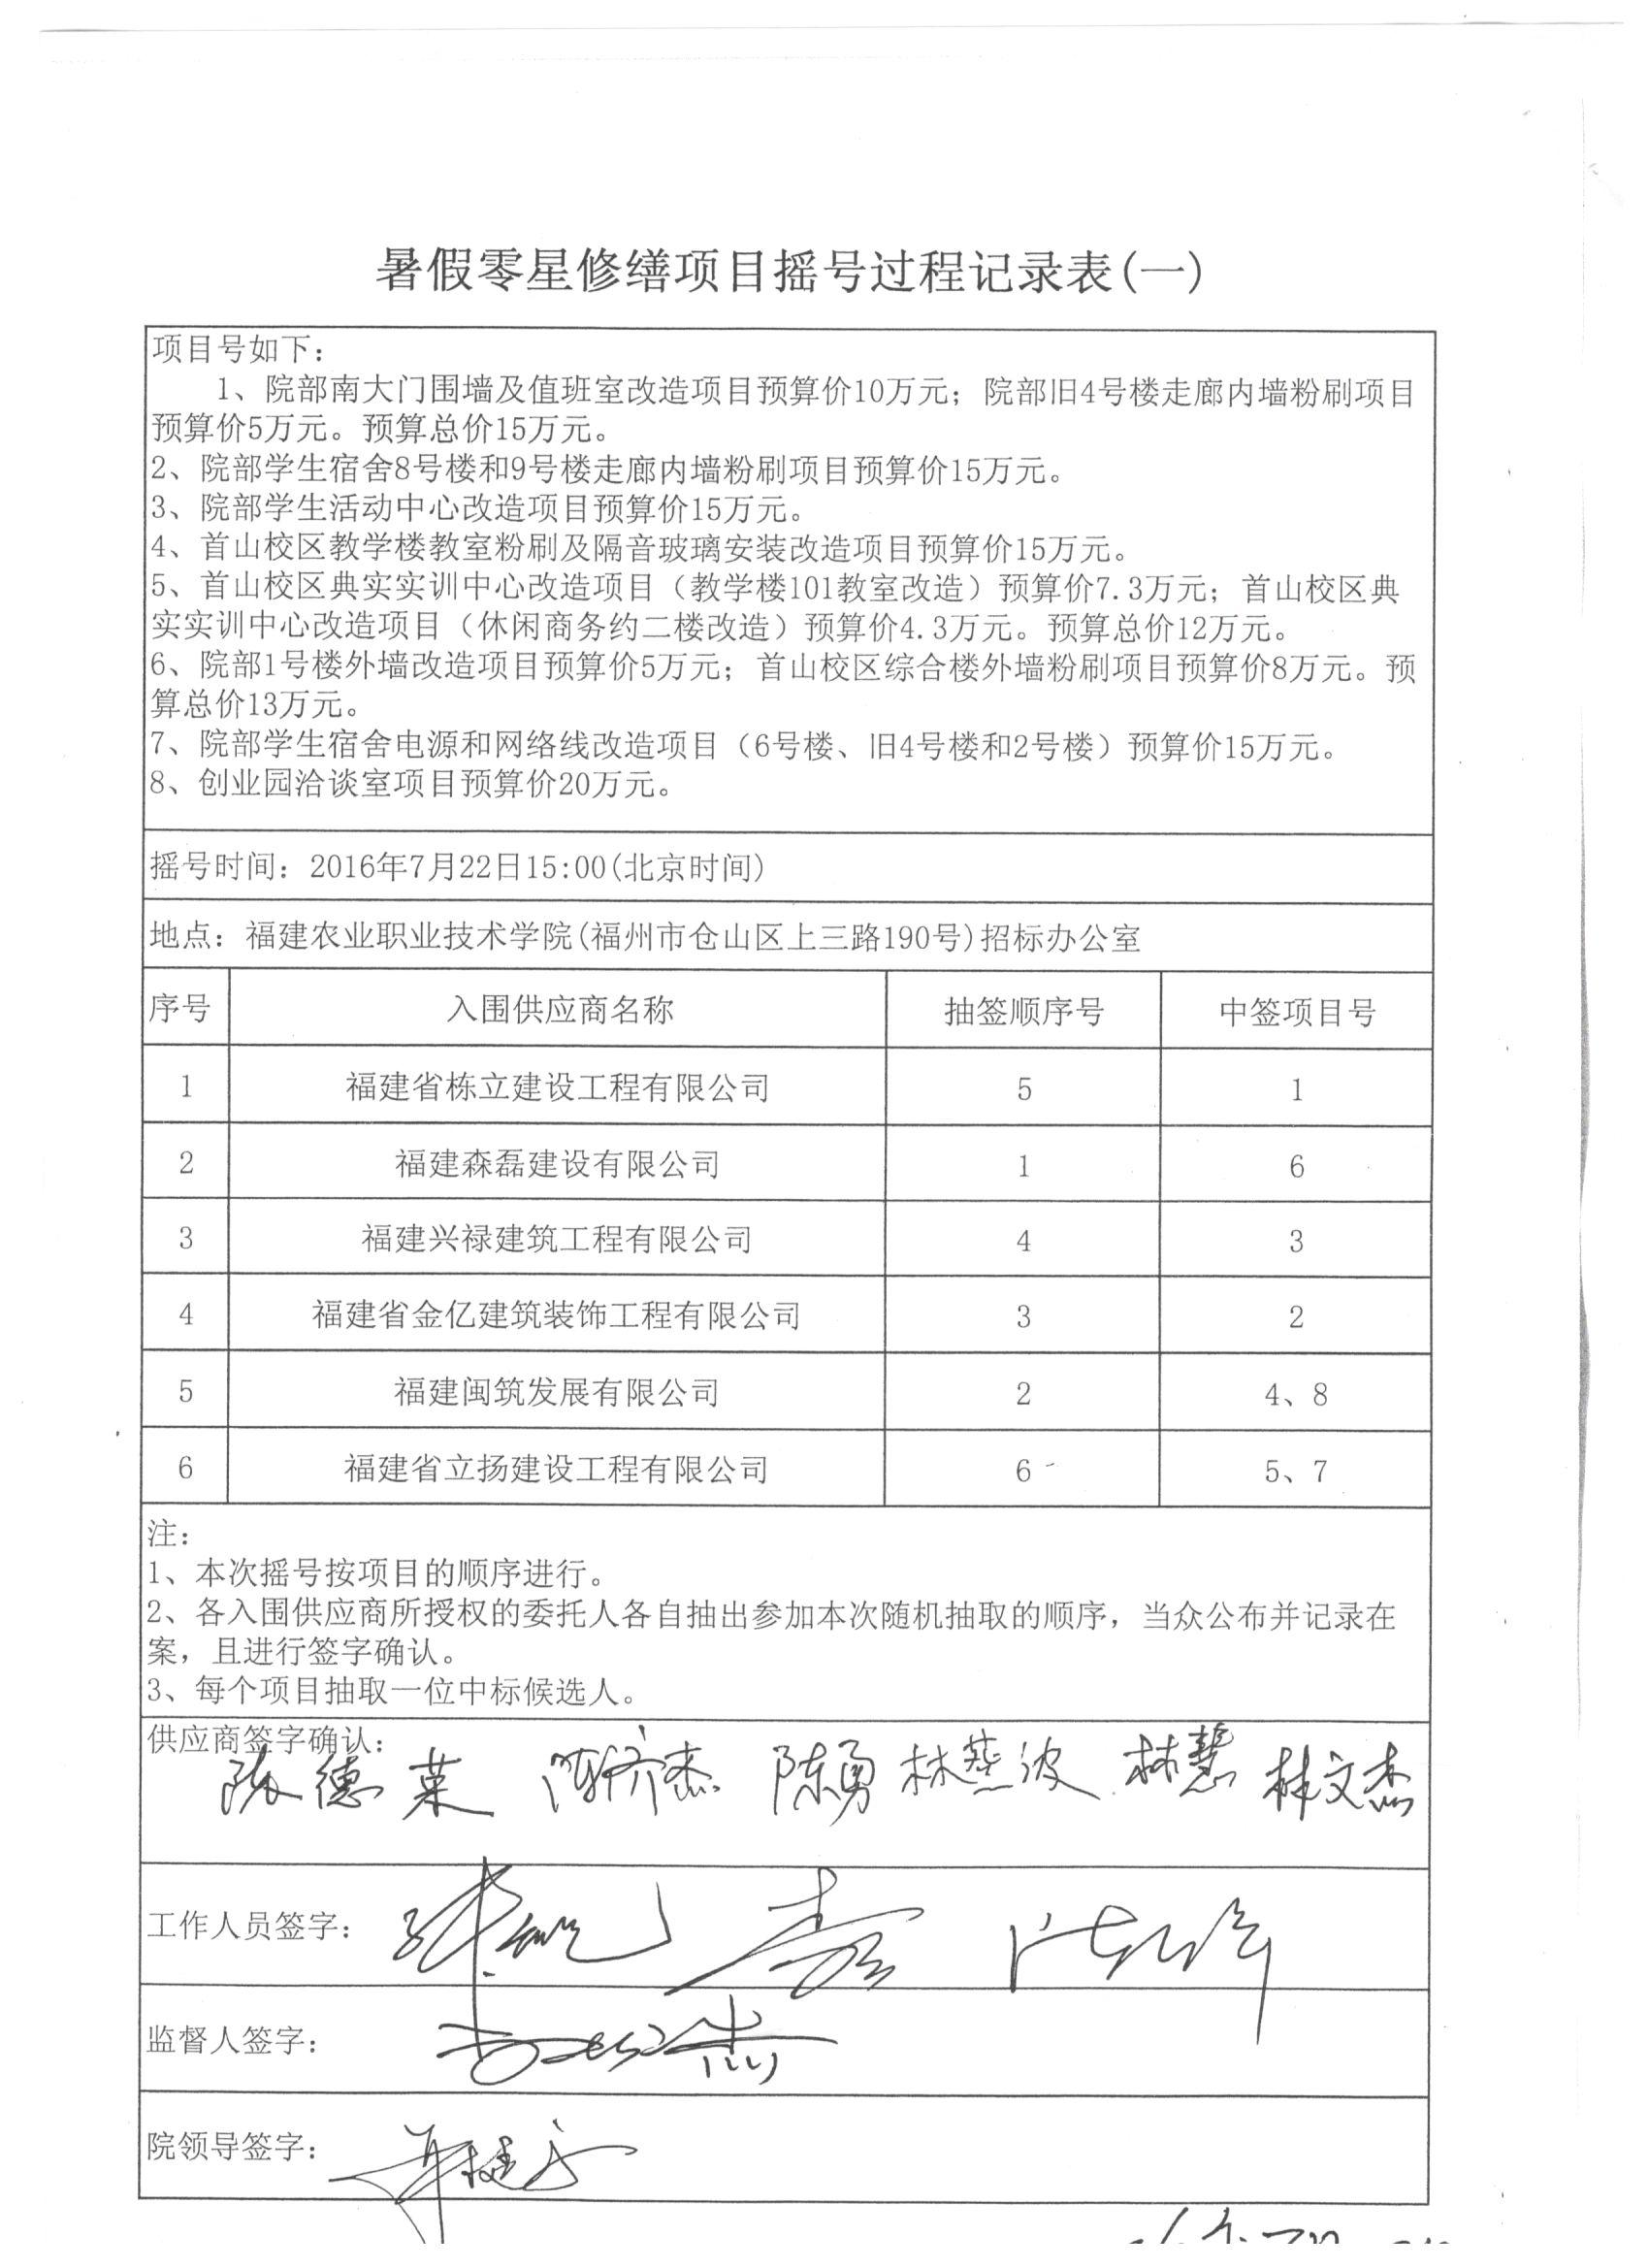 暑假零星修缮项目摇号过程记录表(一)
项目号如下：
1、院部南大门围墙及值班室改造项目预算价10万元；院部旧4号楼走廊内墙粉刷项目
预算价5万元。预算总价15万元。
2、院部学生宿舍8号楼和9号楼走廊内墙粉刷项目预算价15万元。
3、院部学生活动中心改造项目预算价15万元。
4、首山校区教学楼教室粉刷及隔音玻璃安装改造项目预算价15万元。
5、首山校区典实实训中心改造项目（教学楼101教室改造）预算价7.3万元；首山校区典
实实训中心改造项目（休闲商务约二楼改造）预算价4.3万元。预算总价12万元。
6、院部1号楼外墙改造项目预算价5万元；首山校区综合楼外墙粉刷项目预算价8万元。预
算总价13万元。
7、院部学生宿舍电源和网络线改造项目（6号楼、旧4号楼和2号楼）预算价15万元。
8、创业园洽谈室项目预算价20万元。
摇号时间：2016年7月22日15:00(北京时间)
地点：福建农业职业技术学院(福州市仓山区上三路190号)招标办公室
序号 入围供应商名称 抽签顺序号 中签项目号
1 福建省栋立建设工程有限公司 5 1
2 福建森磊建设有限公司 1 6
3 福建兴禄建筑工程有限公司 4 3
4 福建省金亿建筑装饰工程有限公司 3 2
5 福建闽筑发展有限公司 2 4、8
6 福建省立扬建设工程有限公司 6 5、7
注：
1、本次摇号按项目的顺序进行。
2、各入围供应商所授权的委托人各自抽出参加本次随机抽取的顺序，当众公布并记录在
案，且进行签字确认。
3、每个项目抽取一位中标候选人。
供应商签字确认：
陈勇 林燕波 林慧 林文杰
工作人员签字：
监督人签字：
院领导签字：